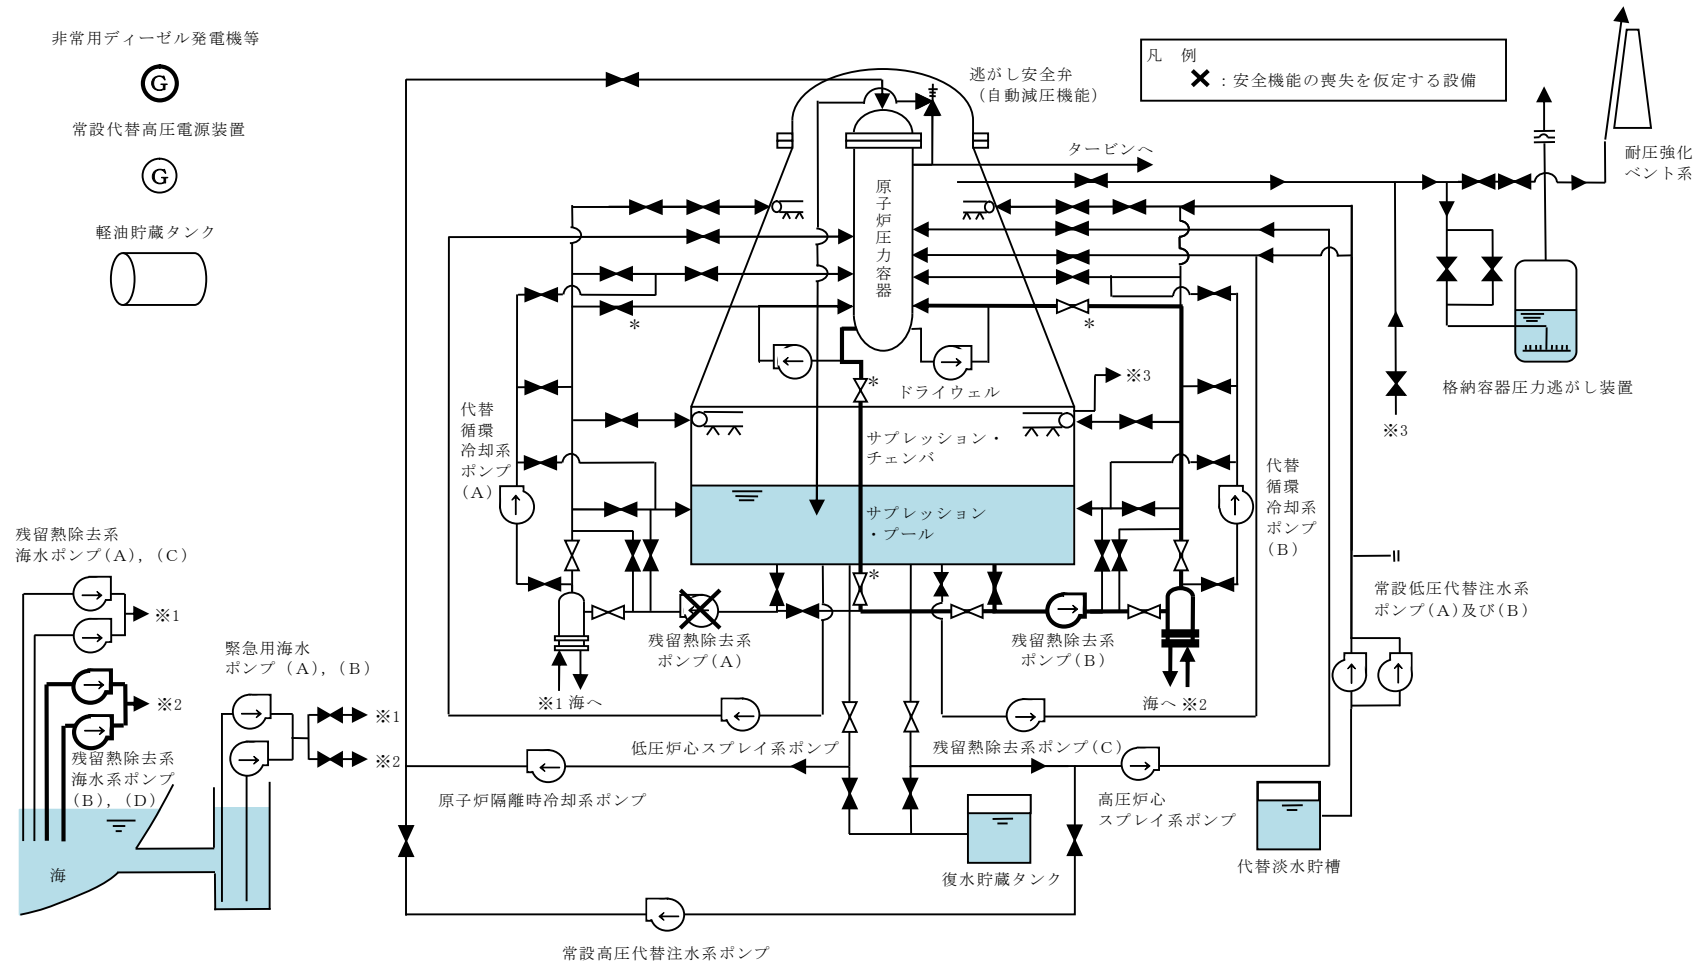 非常用ディーゼル発電機等
G
常設代替高圧電源装置
G
軽油貯蔵タンク
凡 例
：安全機能の喪失を仮定する設備
逃がし安全弁
（自動減圧機能）
タービンへ
耐圧強化
ベント系
原子炉圧力容器
＊
＊
＊
ドライウェル
※3
格納容器圧力逃がし装置
※3
代替
循環
冷却系
ポンプ
（A）
サプレッション・
チェンバ
サプレッション
・プール
代替
循環
冷却系
ポンプ
（B）
＊
残留熱除去系
海水ポンプ（A），（C）
※1
※2
残留熱除去系
海水系ポンプ
（B），（D）
海
緊急用海水
ポンプ（A），（B）
※1
※2
残留熱除去系
ポンプ（A）
※1
海へ
残留熱除去系
ポンプ（B）
海へ
※2
常設低圧代替注水系
ポンプ（A）及び（B）
低圧炉心スプレイ系ポンプ
残留熱除去系ポンプ（C）
原子炉隔離時冷却系ポンプ
高圧炉心
スプレイ系ポンプ
復水貯蔵タンク
代替淡水貯槽
常設高圧代替注水系ポンプ